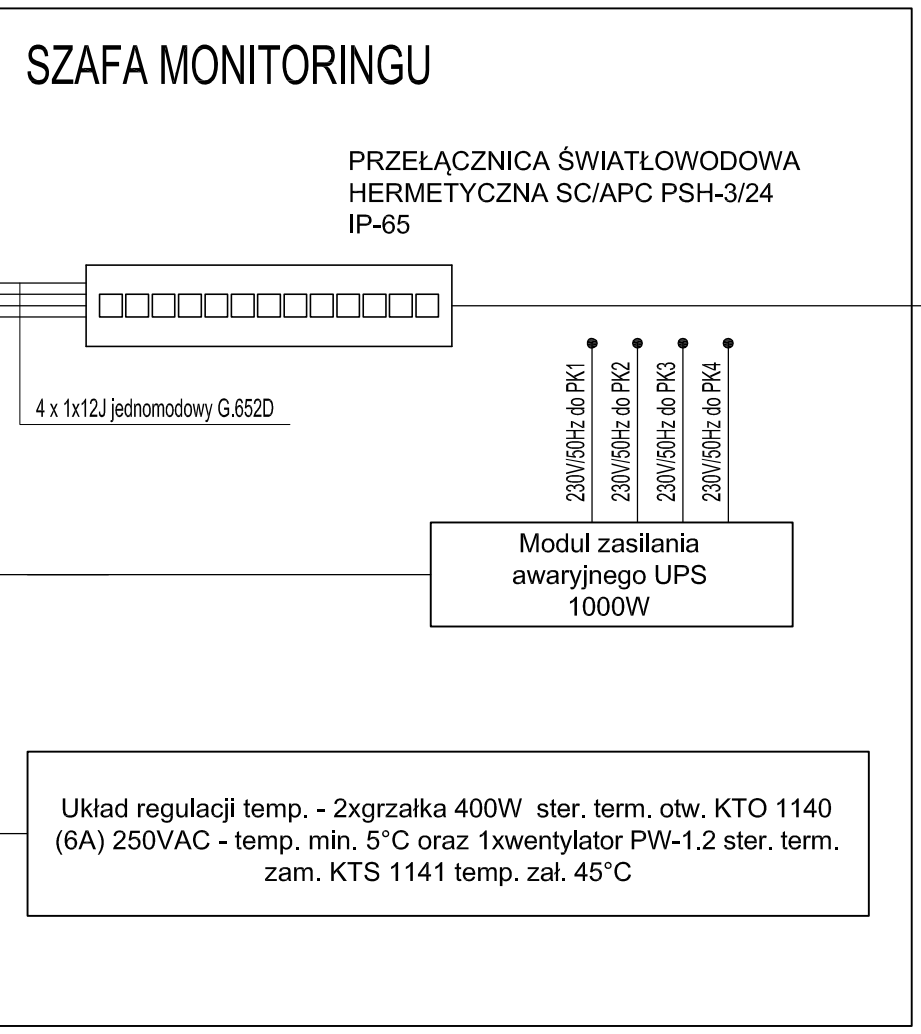 SZAFA MONITORINGU
PRZEŁĄCZNICA ŚWIATŁOWODOWA
HERMETYCZNA SC/APC PSH-3/24
IP-65
4 x 1x12J jednomodowy G.652D
230V/50Hz do PK1
230V/50Hz do PK2
230V/50Hz do PK3
230V/50Hz do PK4
Modul zasilania
awaryjnego UPS
1000W
Układ regulacji temp. - 2xgrzałka 400W ster. term. otw. KTO 1140
(6A) 250VAC - temp. min. 5°C oraz 1xwentylator PW-1.2 ster. term.
zam. KTS 1141 temp. zał. 45°C